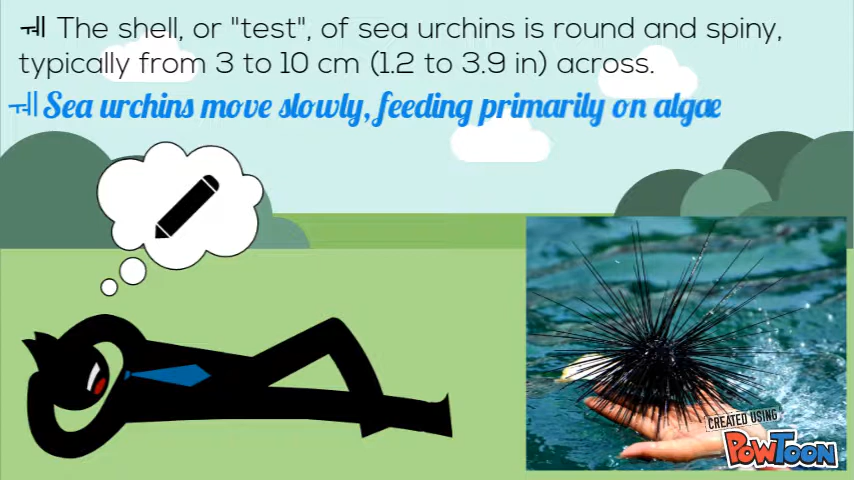 The shell, or "test", of sea urchins is round and spiny,
typically from 3 to 10 cm (1.2 to 3.9 in) across.
Sea urchins move slowly, feeding primarily on algae
CREATED USING
POWTOON